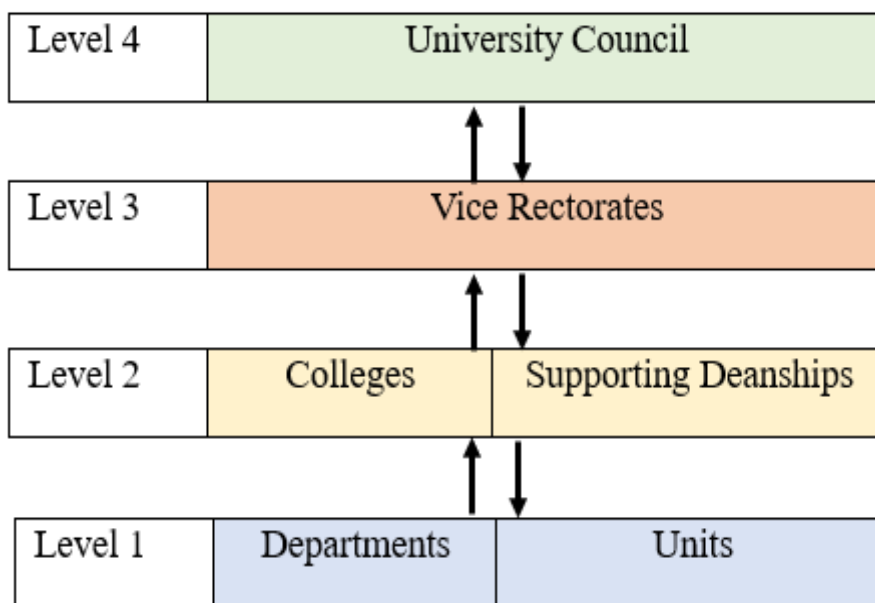 Level 4 University Council
Level 3 Vice Rectorates
Level 2 Colleges Supporting Deanships
Level 1 Departments Units